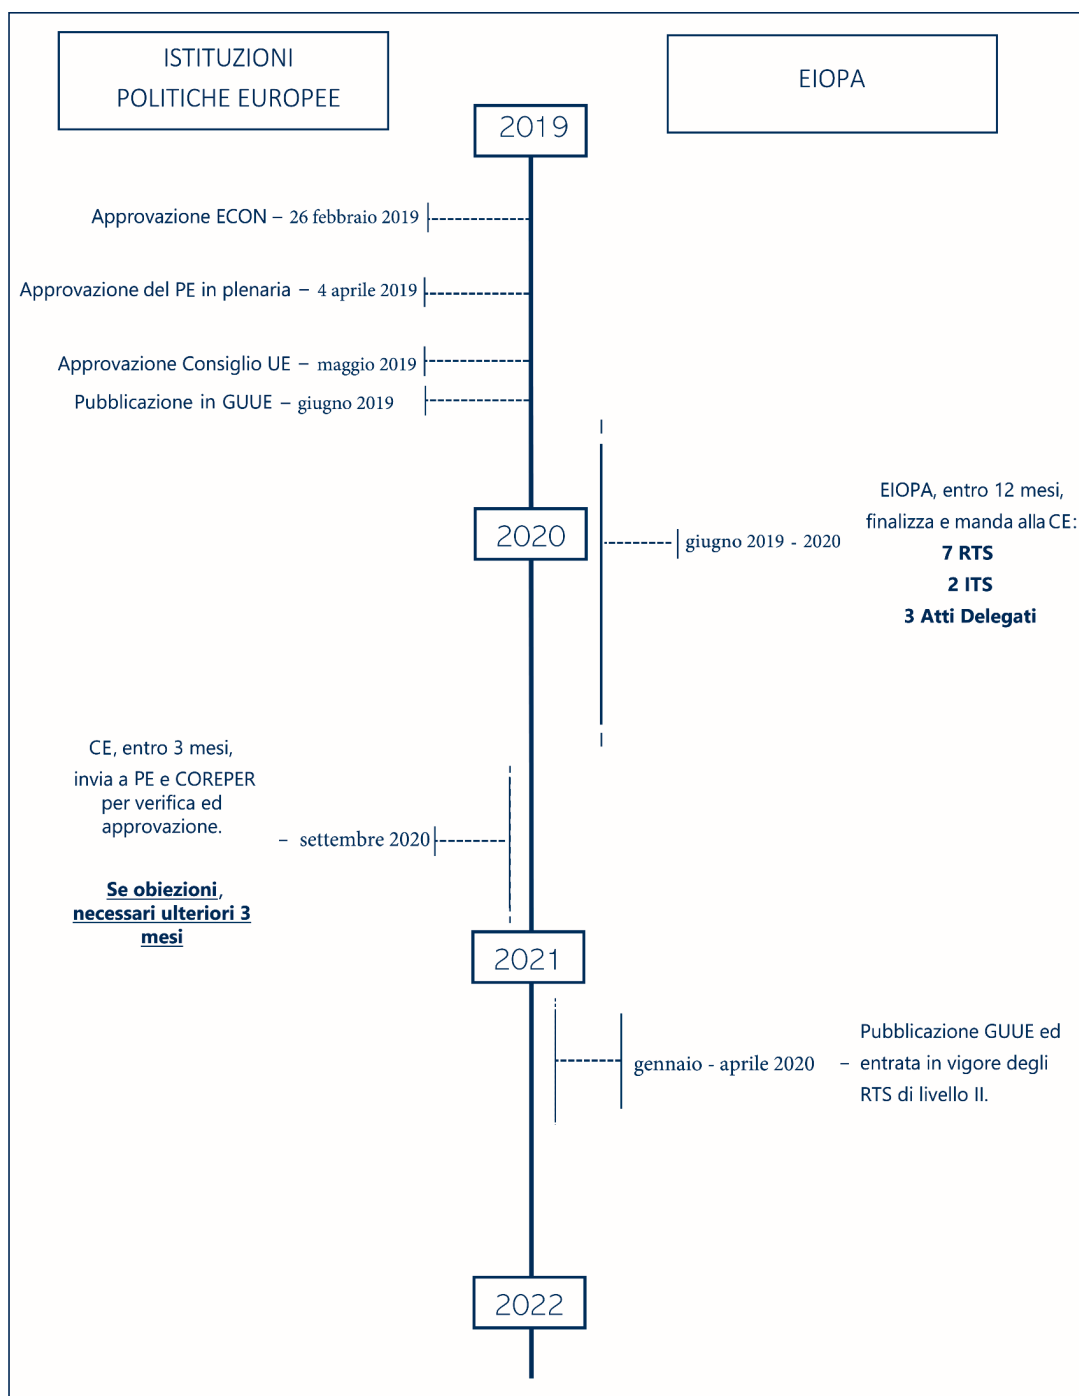 ISTITUZIONI
POLITICHE EUROPEE
EIOPA
2019
Approvazione ECON – 26 febbraio 2019
Approvazione del PE in plenaria – 4 aprile 2019
Approvazione Consiglio UE – maggio 2019
Pubblicazione in GUUE – giugno 2019
2020
giugno 2019 - 2020
EIOPA, entro 12 mesi,
finalizza e manda alla CE:
7 RTS
2 ITS
3 Atti Delegati
CE, entro 3 mesi,
invia a PE e COREPER
per verifica ed
approvazione.
– settembre 2020
Se obiezioni,
necessari ulteriori 3
mesi
2021
gennaio - aprile 2020 –
Pubblicazione GUUE ed
entrata in vigore degli
RTS di livello II.
2022